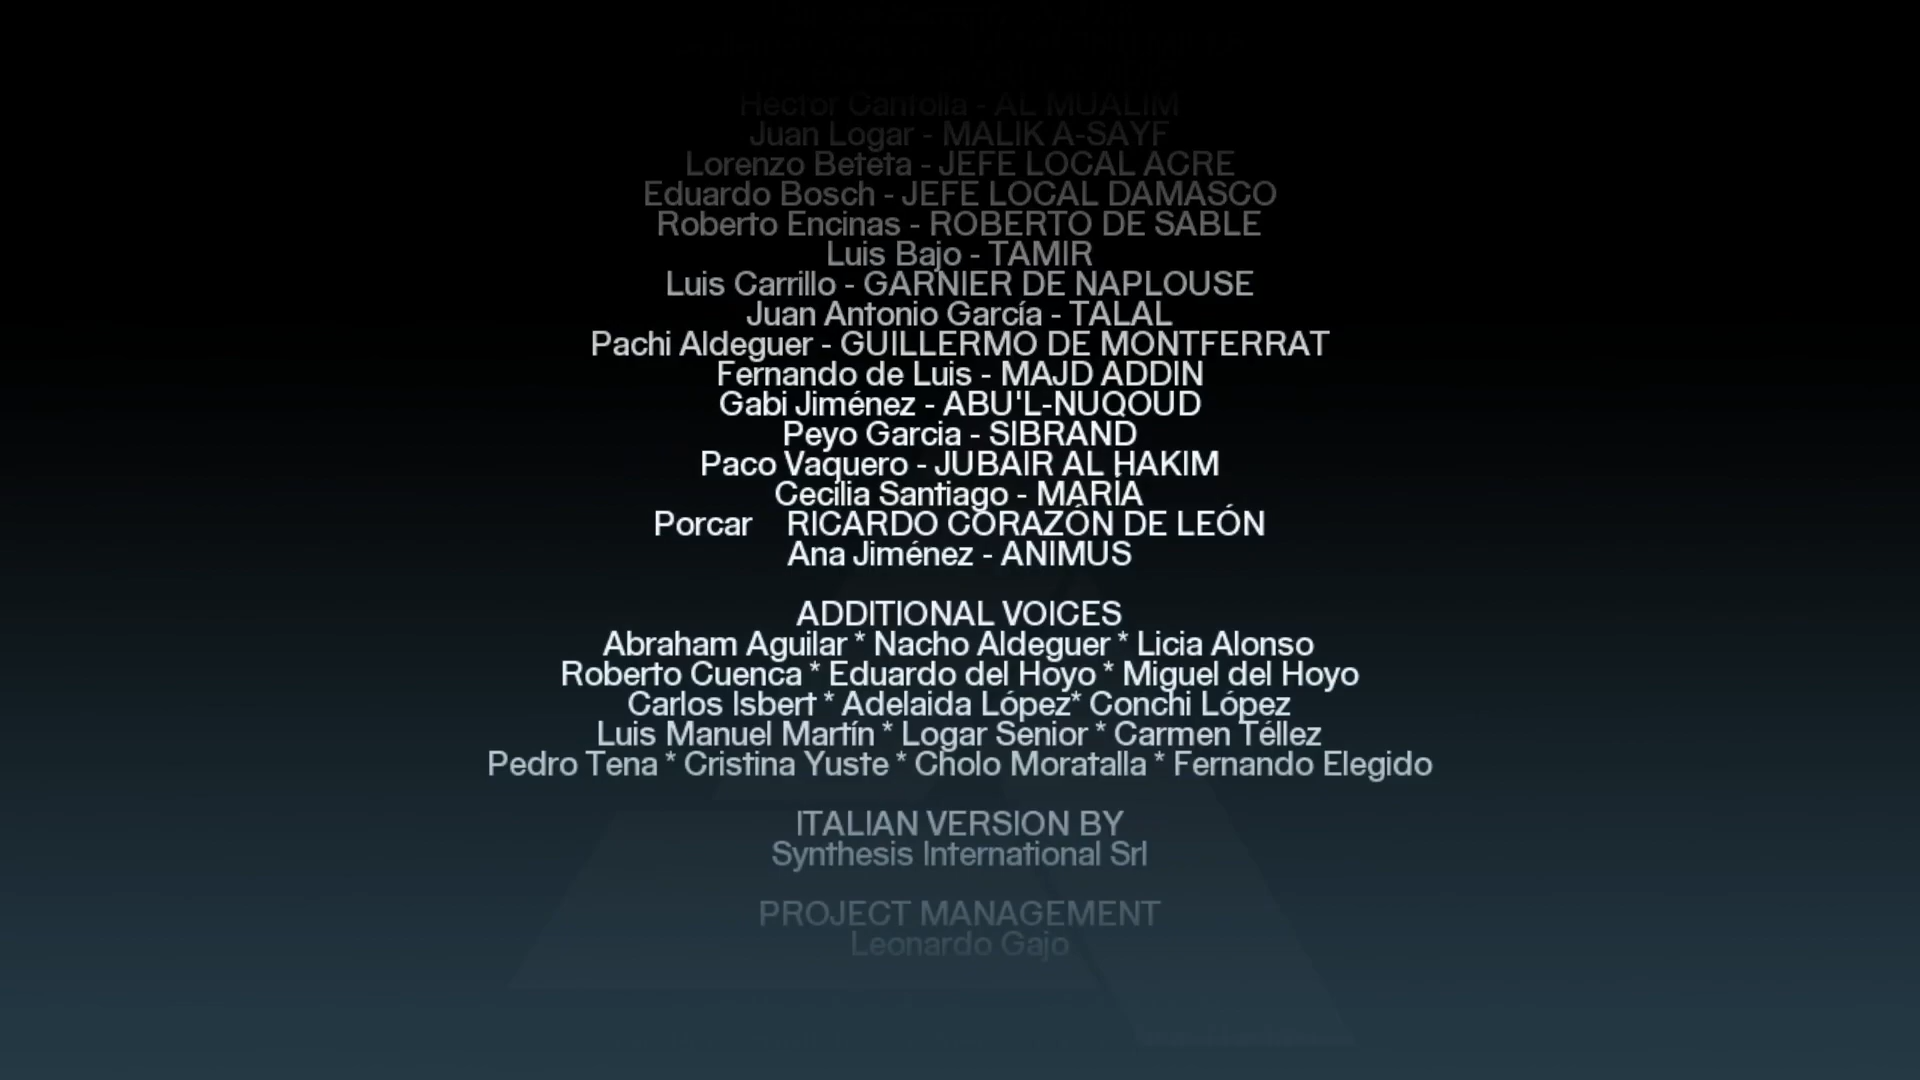 Hector Cantolla - AL MUALIM
Juan Logar - MALIK A-SAYF
Lorenzo Beteta - JEFE LOCAL ACRE
Eduardo Bosch - JEFE LOCAL DAMASCO
Roberto Encinas - ROBERTO DE SABLE
Luis Bajo - TAMIR
Luis Carrillo - GARNIER DE NAPLOUSE
Juan Antonio García - TALAL
Pachi Aldeguer - GUILLERMO DE MONTFERRAT
Fernando de Luis - MAJD ADDIN
Gabi Jiménez - ABU'L-NUQOUD
Peyo Garcia - SIBRAND
Paco Vaquero - JUBAIR AL HAKIM
Cecilia Santiago - MARÍA
Porcar RICARDO CORAZÓN DE LEÓN
Ana Jiménez - ANIMUS
ADDITIONAL VOICES
Abraham Aguilar * Nacho Aldeguer * Licia Alonso
Roberto Cuenca * Eduardo del Hoyo * Miguel del Hoyo
Carlos Isbert * Adelaida López* Conchi López
Luis Manuel Martín * Logar Senior * Carmen Téllez
Pedro Tena * Cristina Yuste * Cholo Moratalla * Fernando Elegido
ITALIAN VERSION BY
Synthesis International Srl
PROJECT MANAGEMENT
Leonardo Gajo